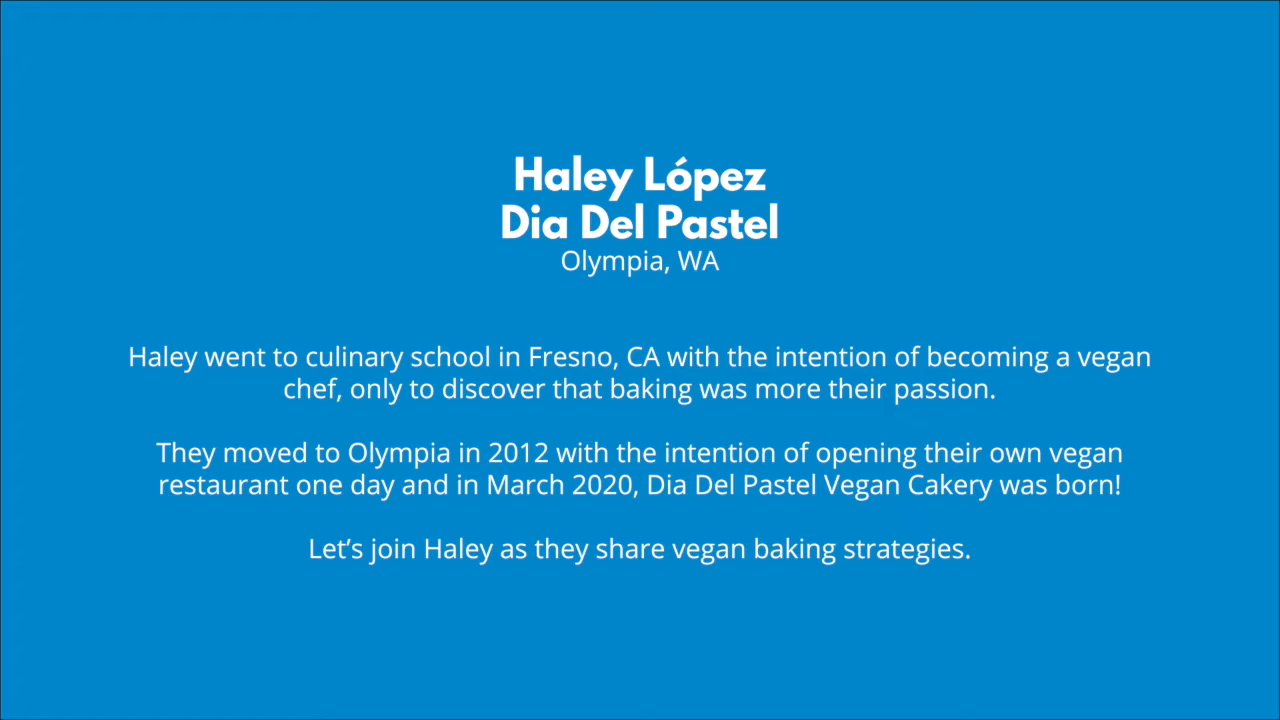 Haley López
Dia Del Pastel
Olympia, WA
Haley went to culinary school in Fresno, CA with the intention of becoming a vegan
chef, only to discover that baking was more their passion.
They moved to Olympia in 2012 with the intention of opening their own vegan
restaurant one day and in March 2020, Dia Del Pastel Vegan Cakery was born!
Let’s join Haley as they share vegan baking strategies.